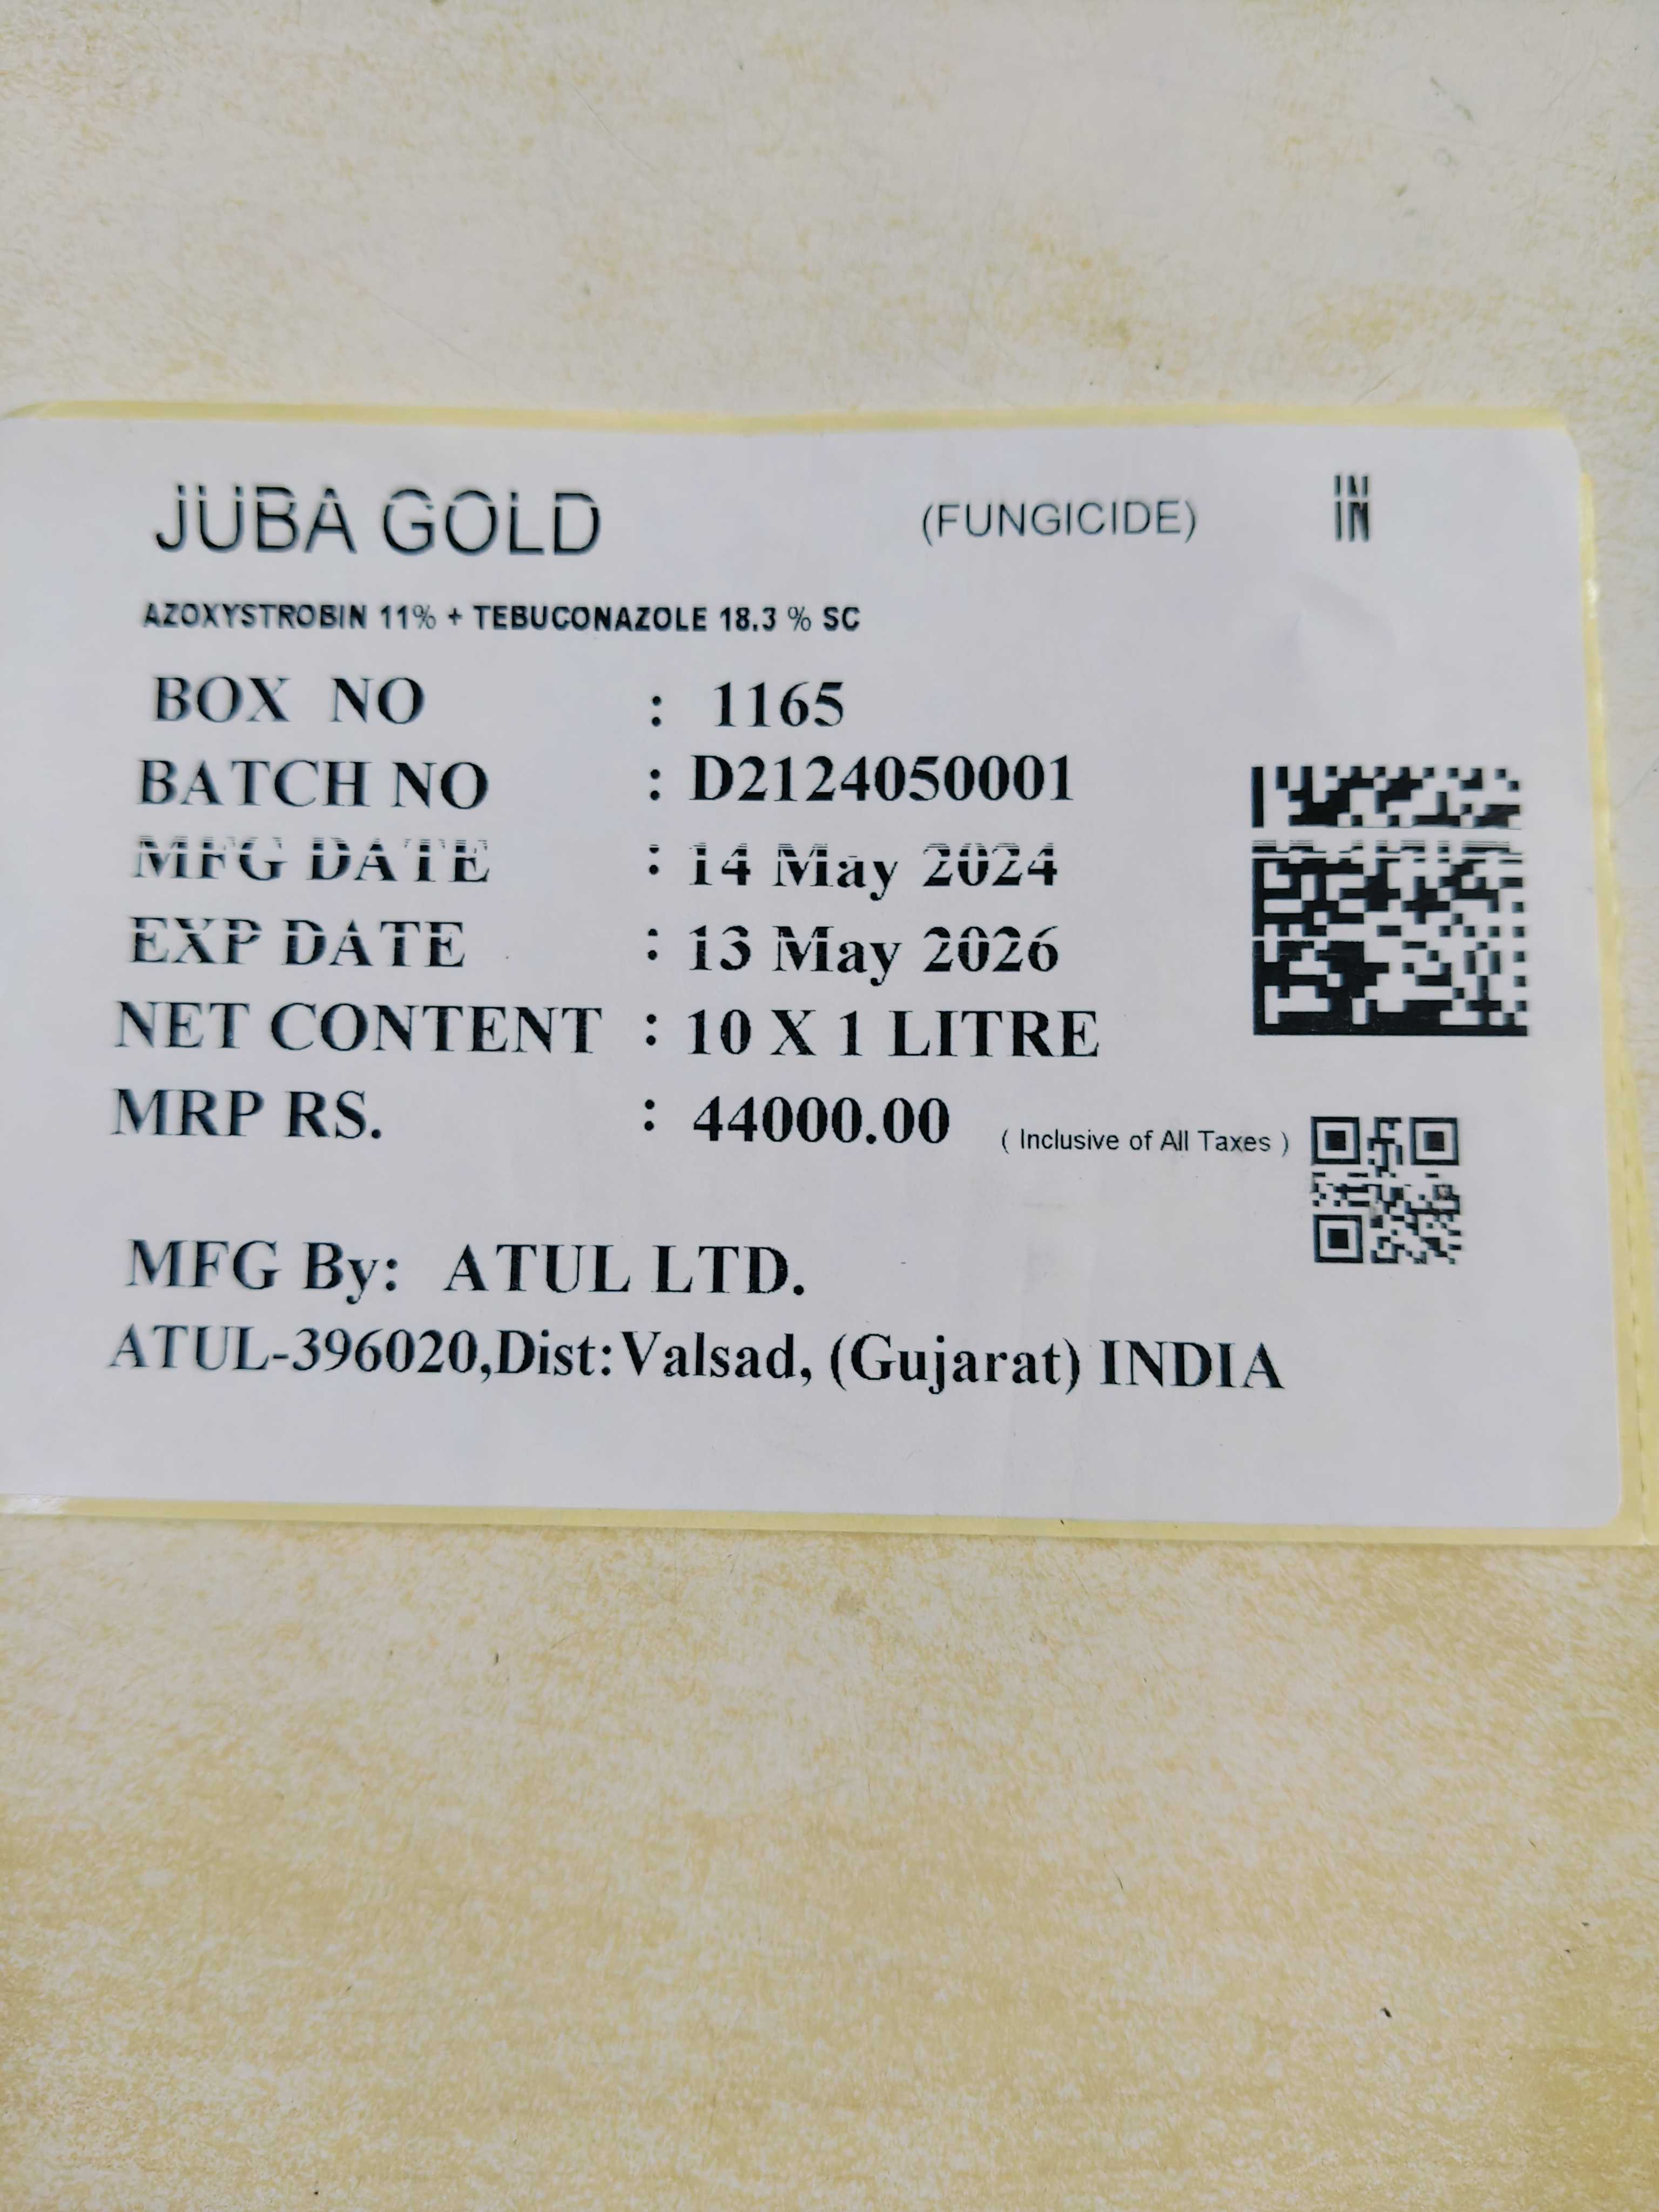 JUBA GOLD (FUNGICIDE) IN
AZOXYSTROBIN 11% + TEBUCONAZOLE 18.3 % SC
BOX NO : 1165
BATCH NO : D2124050001
MFG DATE : 14 May 2024
EXP DATE : 13 May 2026
NET CONTENT : 10 X 1 LITRE
MRP RS. : 44000.00 ( Inclusive of All Taxes )
MFG By: ATUL LTD.
ATUL-396020,Dist:Valsad, (Gujarat) INDIA